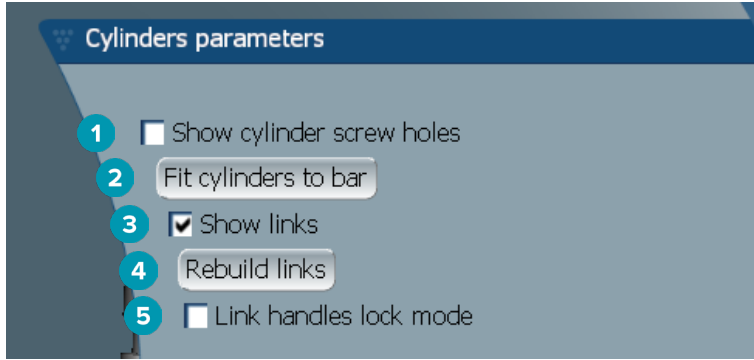 Cylinders parameters
1 Show cylinder screw holes
2 Fit cylinders to bar
3 Show links
4 Rebuild links
5 Link handles lock mode